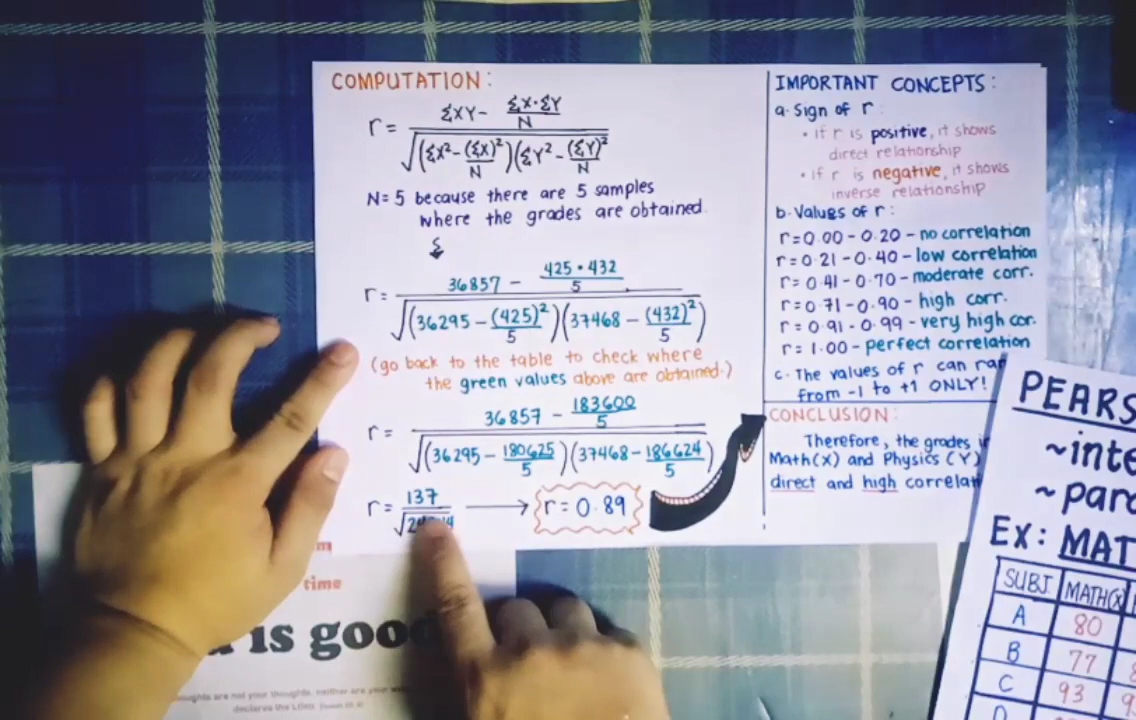 COMPUTATION:
r = ΣXY - ΣX·ΣY/N
√(ΣX² - (ΣX)²/N)(ΣY² - (ΣY)²/N)
N=5 because there are 5 samples
where the grades are obtained.
r = 36857 - 425·432/5
√(36295 - (425)²/5)(37468 - (432)²/5)
(go back to the table to check where
the green values above are obtained.)
r = 36857 - 183600/5
√(36295 - 180625/5)(37468 - 186624/5)
r = 137
r = 0.89
IMPORTANT CONCEPTS:
a. Sign of r:
• if r is positive, it shows
direct relationship
• if r is negative, it shows
inverse relationship
b. Values of r:
r=0.00 - 0.20 - no correlation
r=0.21 - 0.40 - low correlation
r=0.41 - 0.70 - moderate corr.
r=0.71 - 0.90 - high corr.
r=0.91 - 0.99 - very high cor.
r=1.00 - perfect correlation
c. The values of r can
from -1 to +1 ONLY!
CONCLUSION:
Therefore, the grades
Math(X) and Physics (Y)
direct and high
PEARS
~inte
~para
EX: MAT
SUBJ. MATH(X)
A 80
B 77
C 93
time
is good